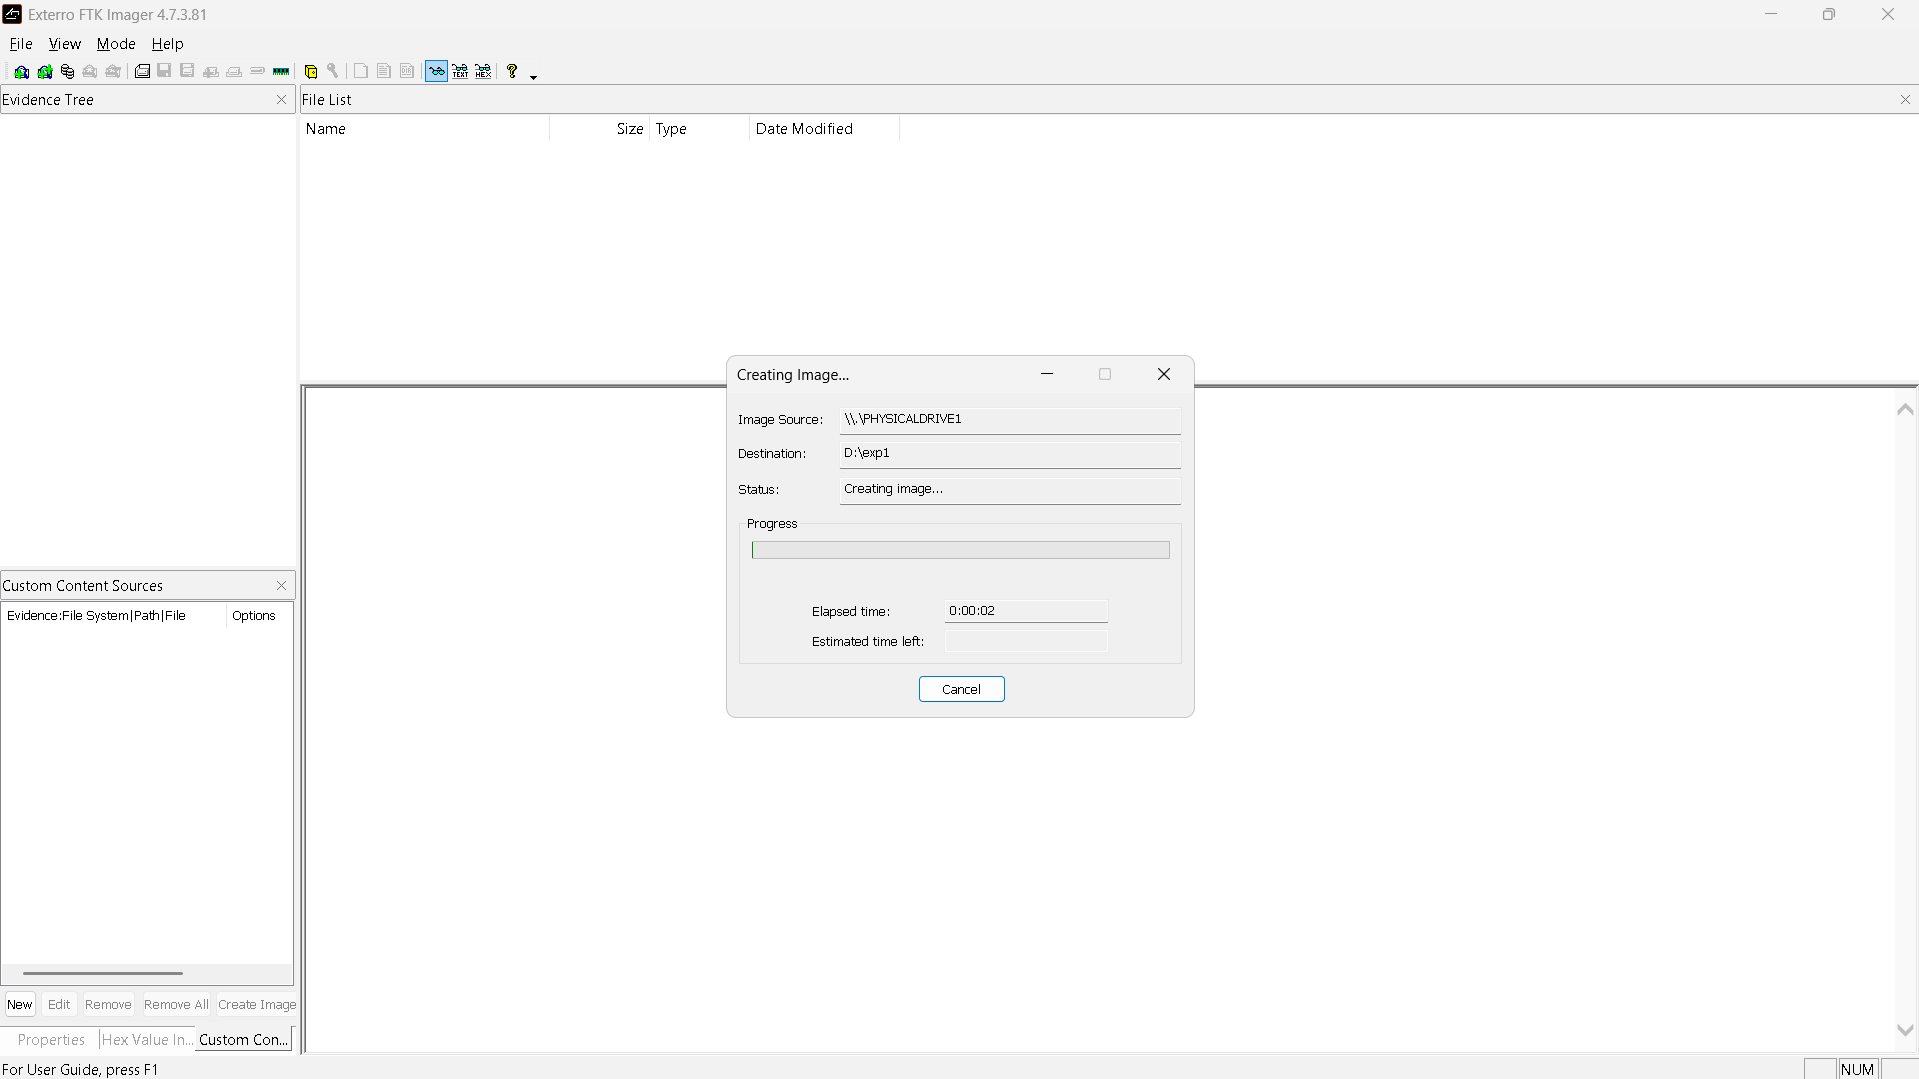 Exterro FTK Imager 4.7.3.81
File View Mode Help
TEXT HEX ?
Evidence Tree
File List
Name Size Type Date Modified
Creating Image...
Image Source: \\.\PHYSICALDRIVE1
Destination: D:\exp1
Status: Creating image...
Progress
Elapsed time: 0:00:02
Estimated time left:
Cancel
Custom Content Sources
Evidence:File System|Path|File Options
New Edit Remove Remove All Create Image
Properties Hex Value In... Custom Con...
For User Guide, press F1
NUM